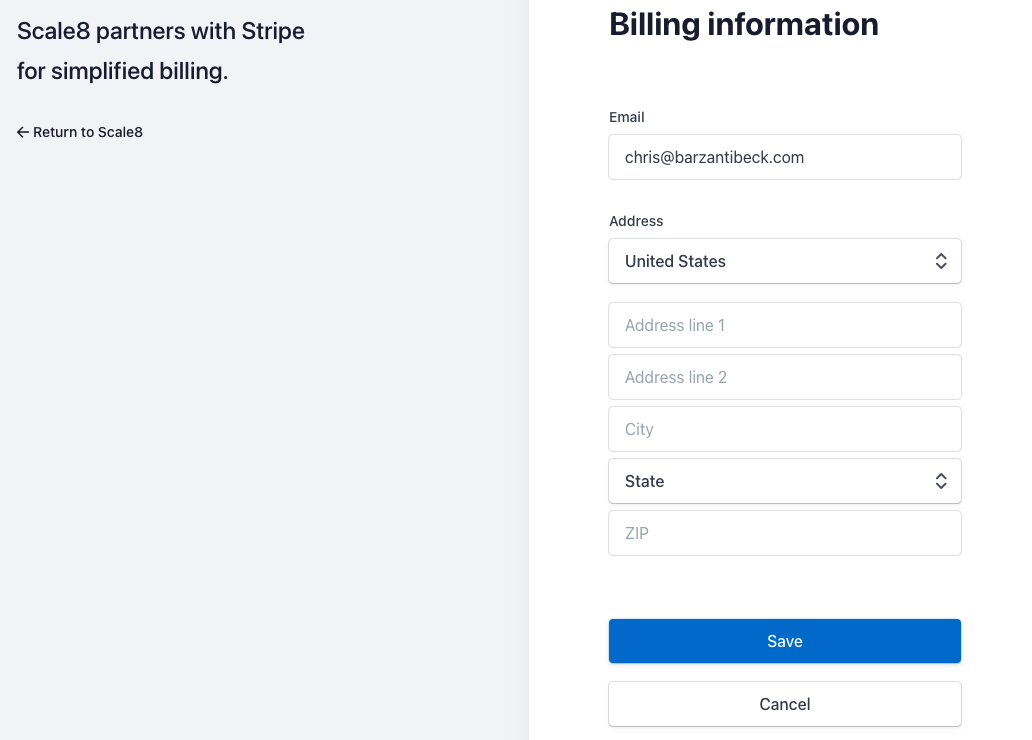 Scale8 partners with Stripe
for simplified billing.
← Return to Scale8
Billing information
Email
chris@barzantibeck.com
Address
United States
Address line 1
Address line 2
City
State
ZIP
Save
Cancel